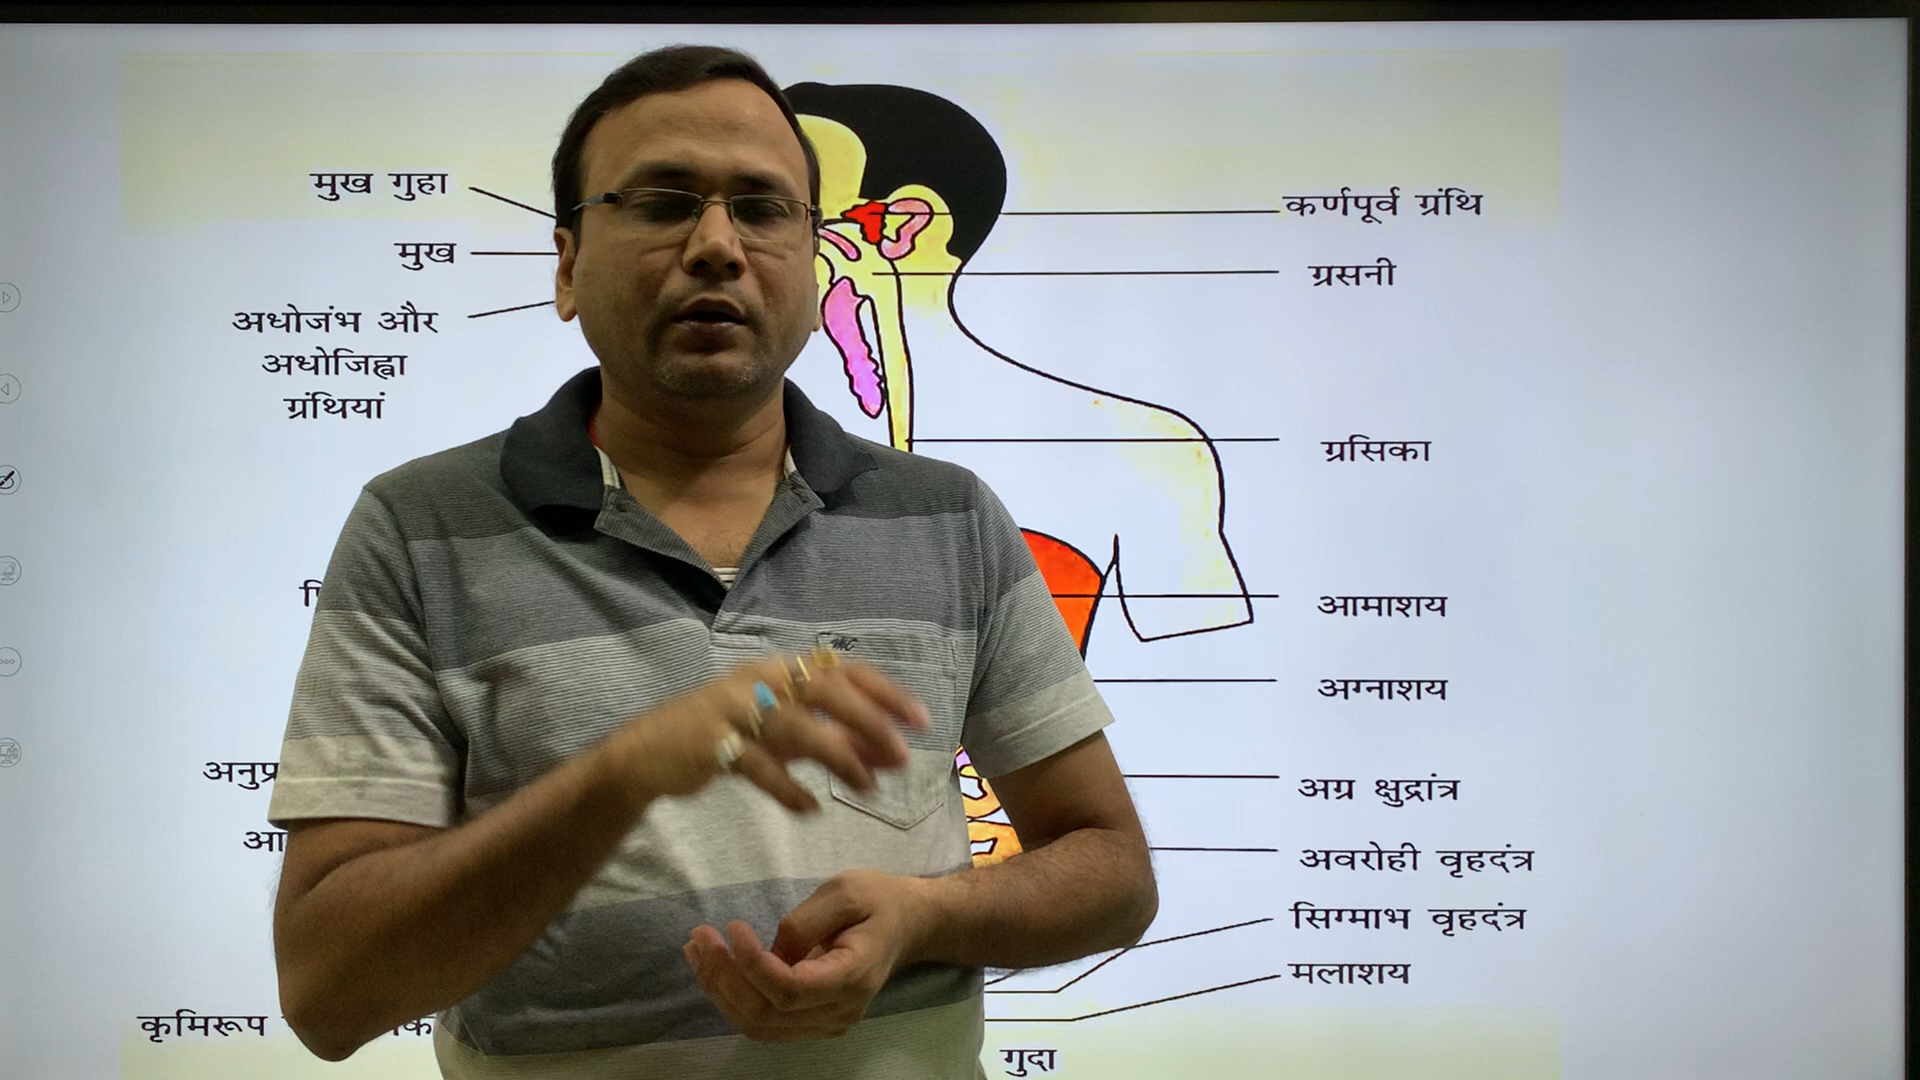 मुख गुहा
मुख
अधोजंभ और
अधोजिह्वा
ग्रंथियां
कृमिरूप
कर्णपूर्व ग्रंथि
ग्रसनी
ग्रसिका
आमाशय
अग्नाशय
अग्र क्षुद्रांत्र
अवरोही वृहदंत्र
सिग्माभ वृहदंत्र
मलाशय
गुदा